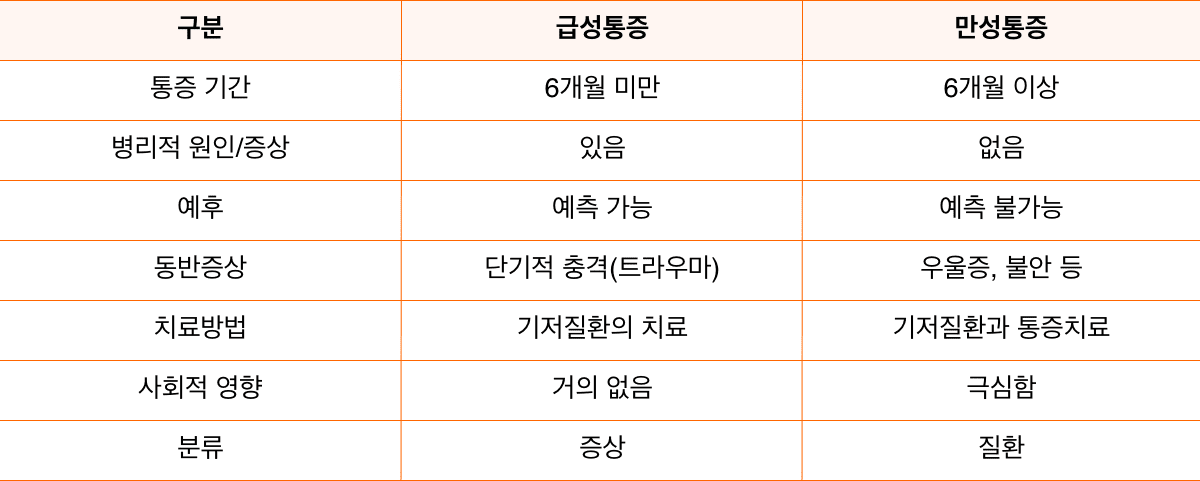 구분 급성통증 만성통증
통증 기간 6개월 미만 6개월 이상
병리적 원인/증상 있음 없음
예후 예측 가능 예측 불가능
동반증상 단기적 충격(트라우마) 우울증, 불안 등
치료방법 기저질환의 치료 기저질환과 통증치료
사회적 영향 거의 없음 극심함
분류 증상 질환